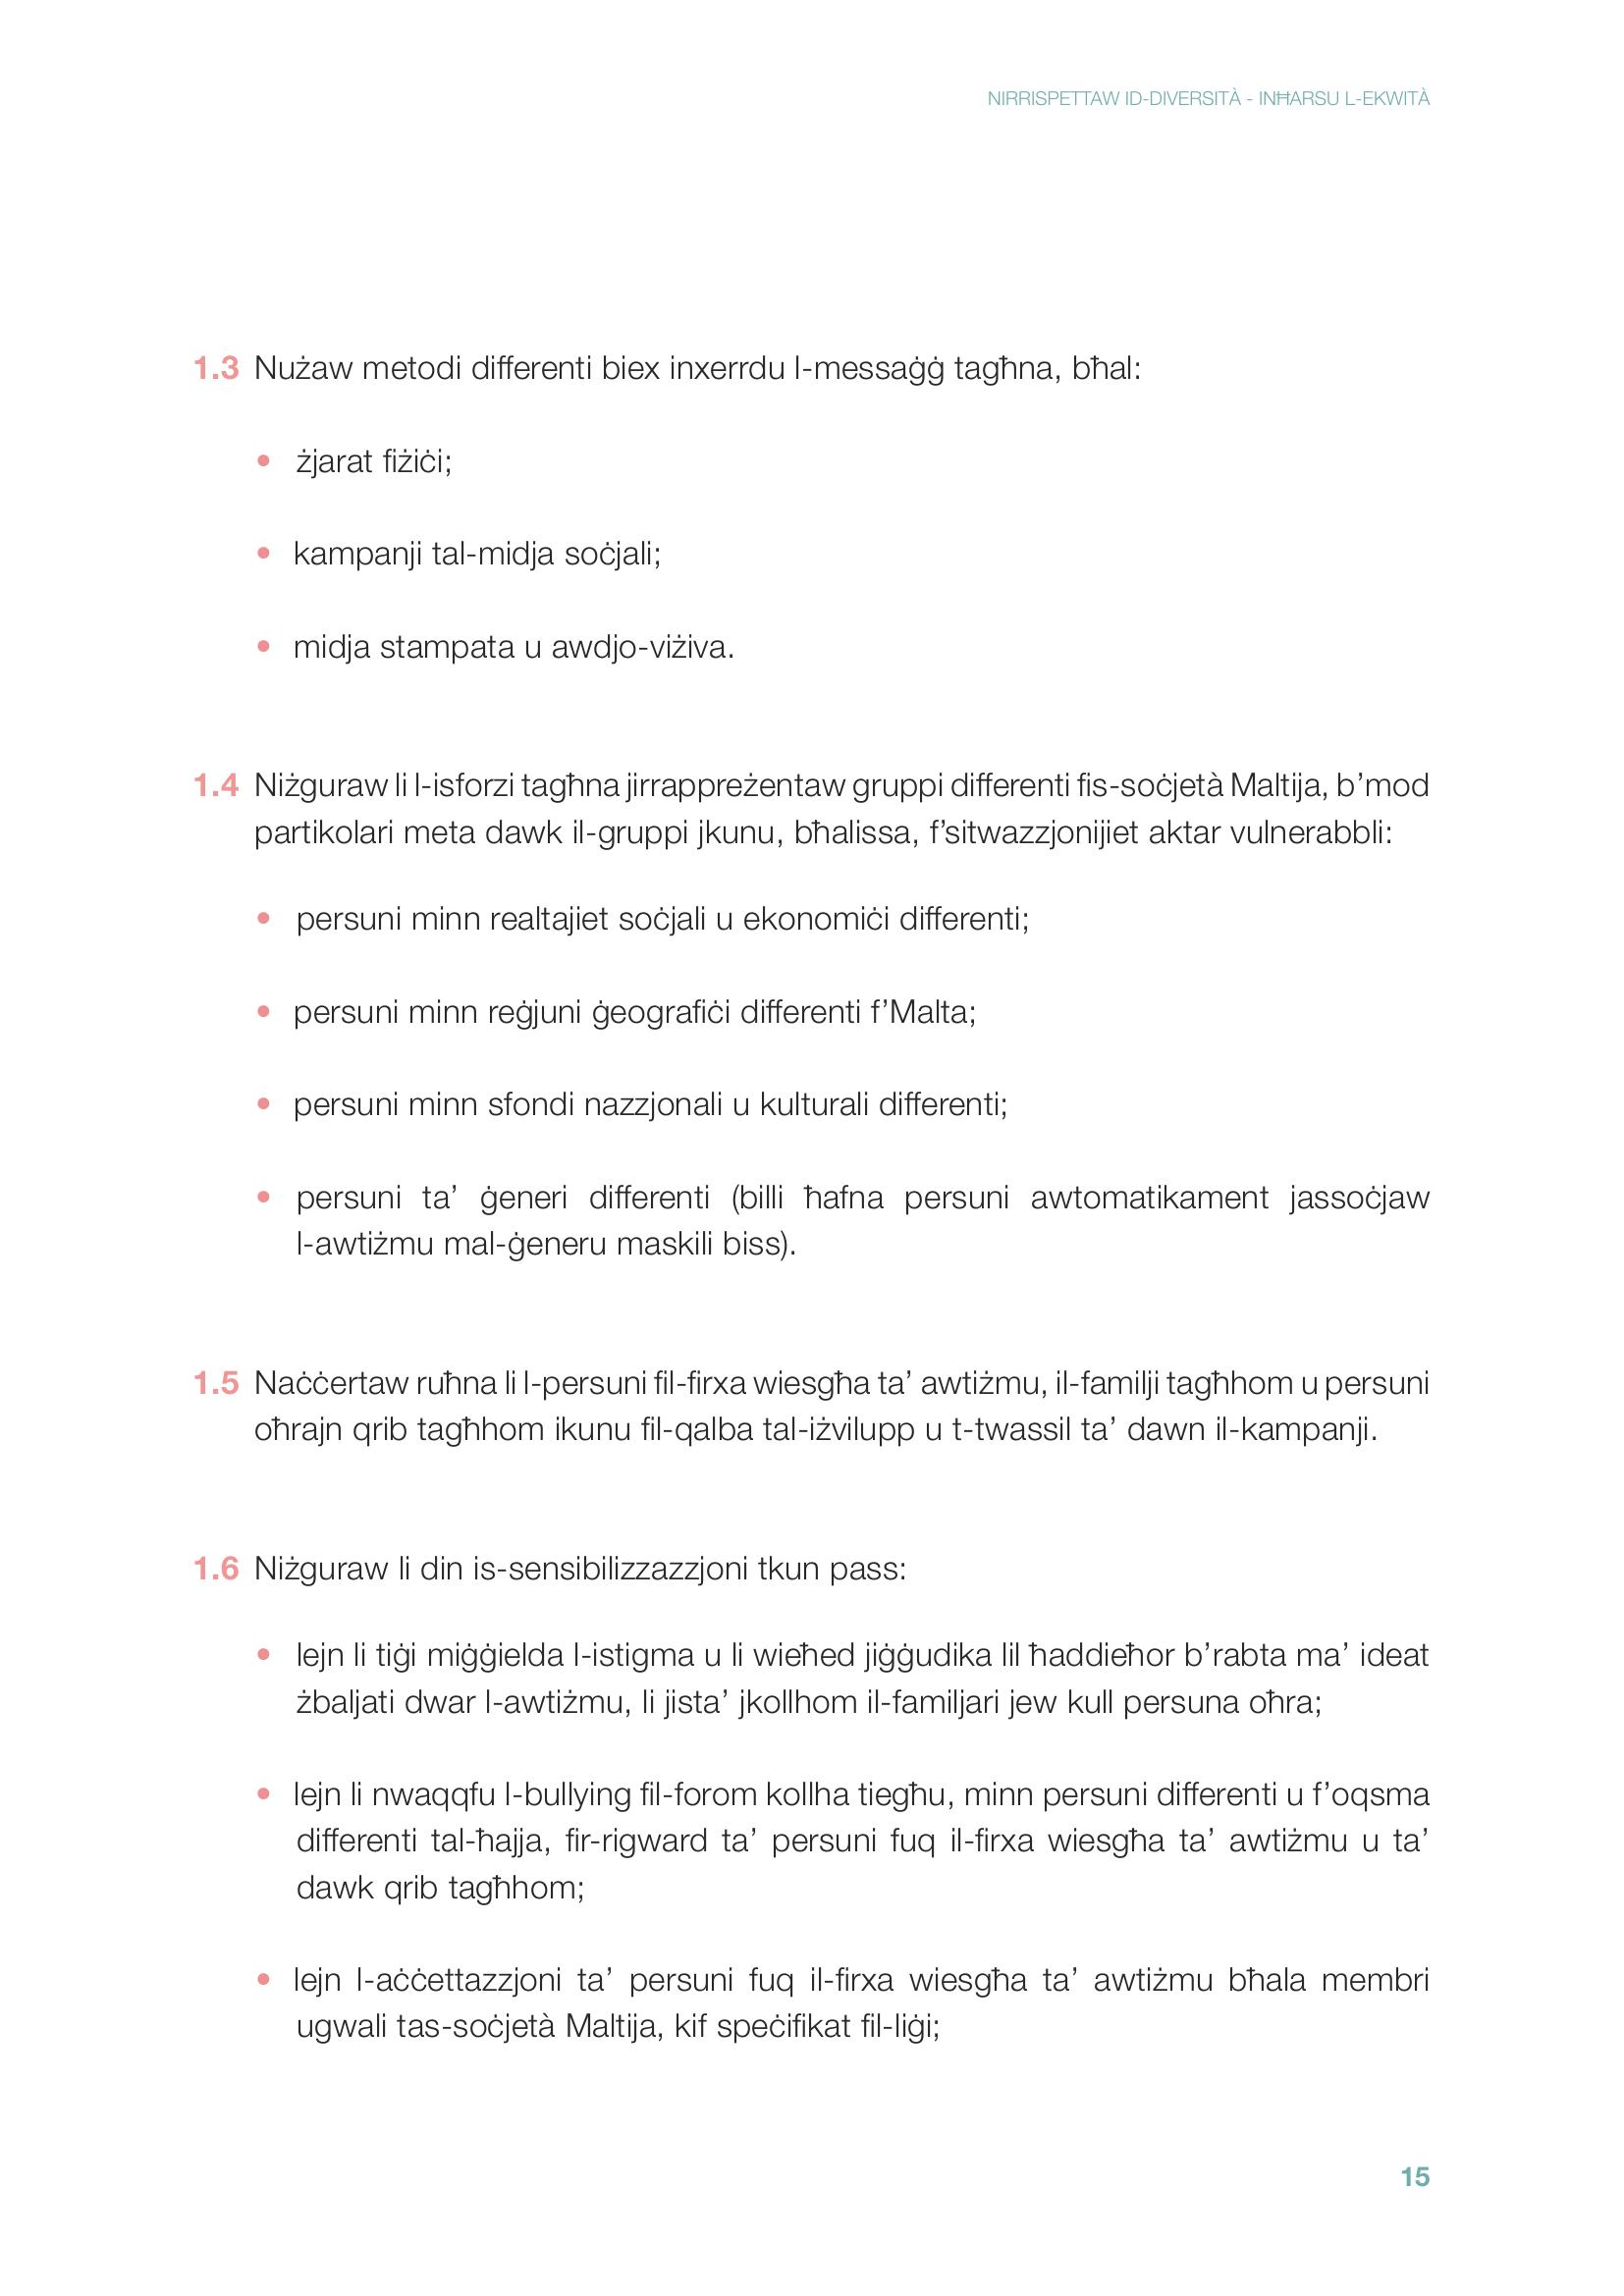 NIRRISPETTAW ID-DIVERSITÀ - INĦARSU L-EKWITÀ
1.3 Nużaw metodi differenti biex inxerrdu l-messaġġ tagħna, bħal:
• żjarat fiżiċi;
• kampanji tal-midja soċjali;
• midja stampata u awdjo-viżiva.
1.4 Niżguraw li l-isforzi tagħna jirrappreżentaw gruppi differenti fis-soċjetà Maltija, b’mod
partikolari meta dawk il-gruppi jkunu, bħalissa, f’sitwazzjonijiet aktar vulnerabbli:
• persuni minn realtajiet soċjali u ekonomiċi differenti;
• persuni minn reġjuni ġeografiċi differenti f’Malta;
• persuni minn sfondi nazzjonali u kulturali differenti;
• persuni ta’ ġeneri differenti (billi ħafna persuni awtomatikament jassoċjaw
l-awtiżmu mal-ġeneru maskili biss).
1.5 Naċċertaw ruħna li l-persuni fil-firxa wiesgħa ta’ awtiżmu, il-familji tagħhom u persuni
oħrajn qrib tagħhom ikunu fil-qalba tal-iżvilupp u t-twassil ta’ dawn il-kampanji.
1.6 Niżguraw li din is-sensibilizzazzjoni tkun pass:
• lejn li tiġi miġġielda l-istigma u li wieħed jiġġudika lil ħaddieħor b’rabta ma’ ideat
żbaljati dwar l-awtiżmu, li jista’ jkollhom il-familjari jew kull persuna oħra;
• lejn li nwaqqfu l-bullying fil-forom kollha tiegħu, minn persuni differenti u f’oqsma
differenti tal-ħajja, fir-rigward ta’ persuni fuq il-firxa wiesgħa ta’ awtiżmu u ta’
dawk qrib tagħhom;
• lejn l-aċċettazzjoni ta’ persuni fuq il-firxa wiesgħa ta’ awtiżmu bħala membri
ugwali tas-soċjetà Maltija, kif speċifikat fil-liġi;
15